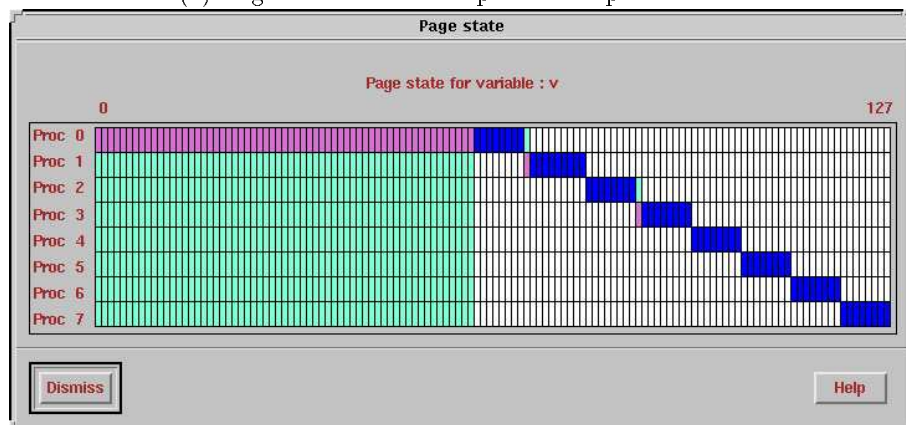 Page state
Page state for variable : v
0 127
Proc 0
Proc 1
Proc 2
Proc 3
Proc 4
Proc 5
Proc 6
Proc 7
Dismiss Help